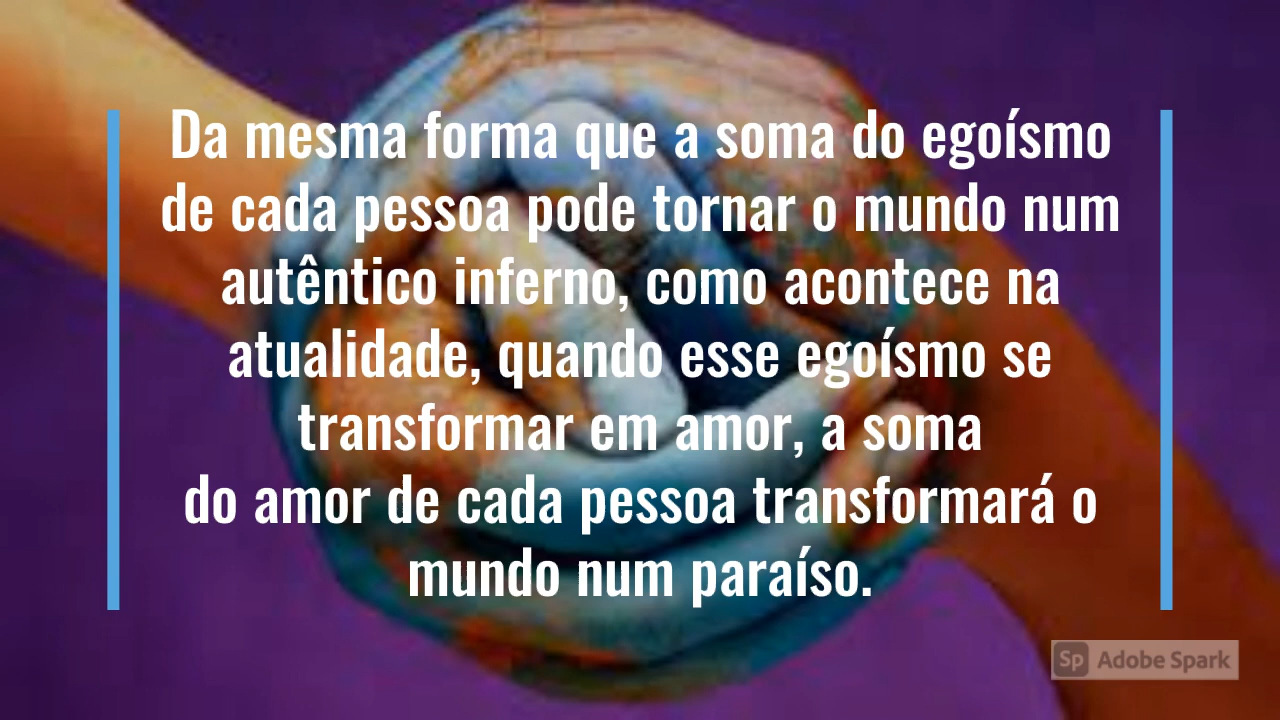 Da mesma forma que a soma do egoísmo
de cada pessoa pode tornar o mundo num
autêntico inferno, como acontece na
atualidade, quando esse egoísmo se
transformar em amor, a soma
do amor de cada pessoa transformará o
mundo num paraíso.
Sp Adobe Spark